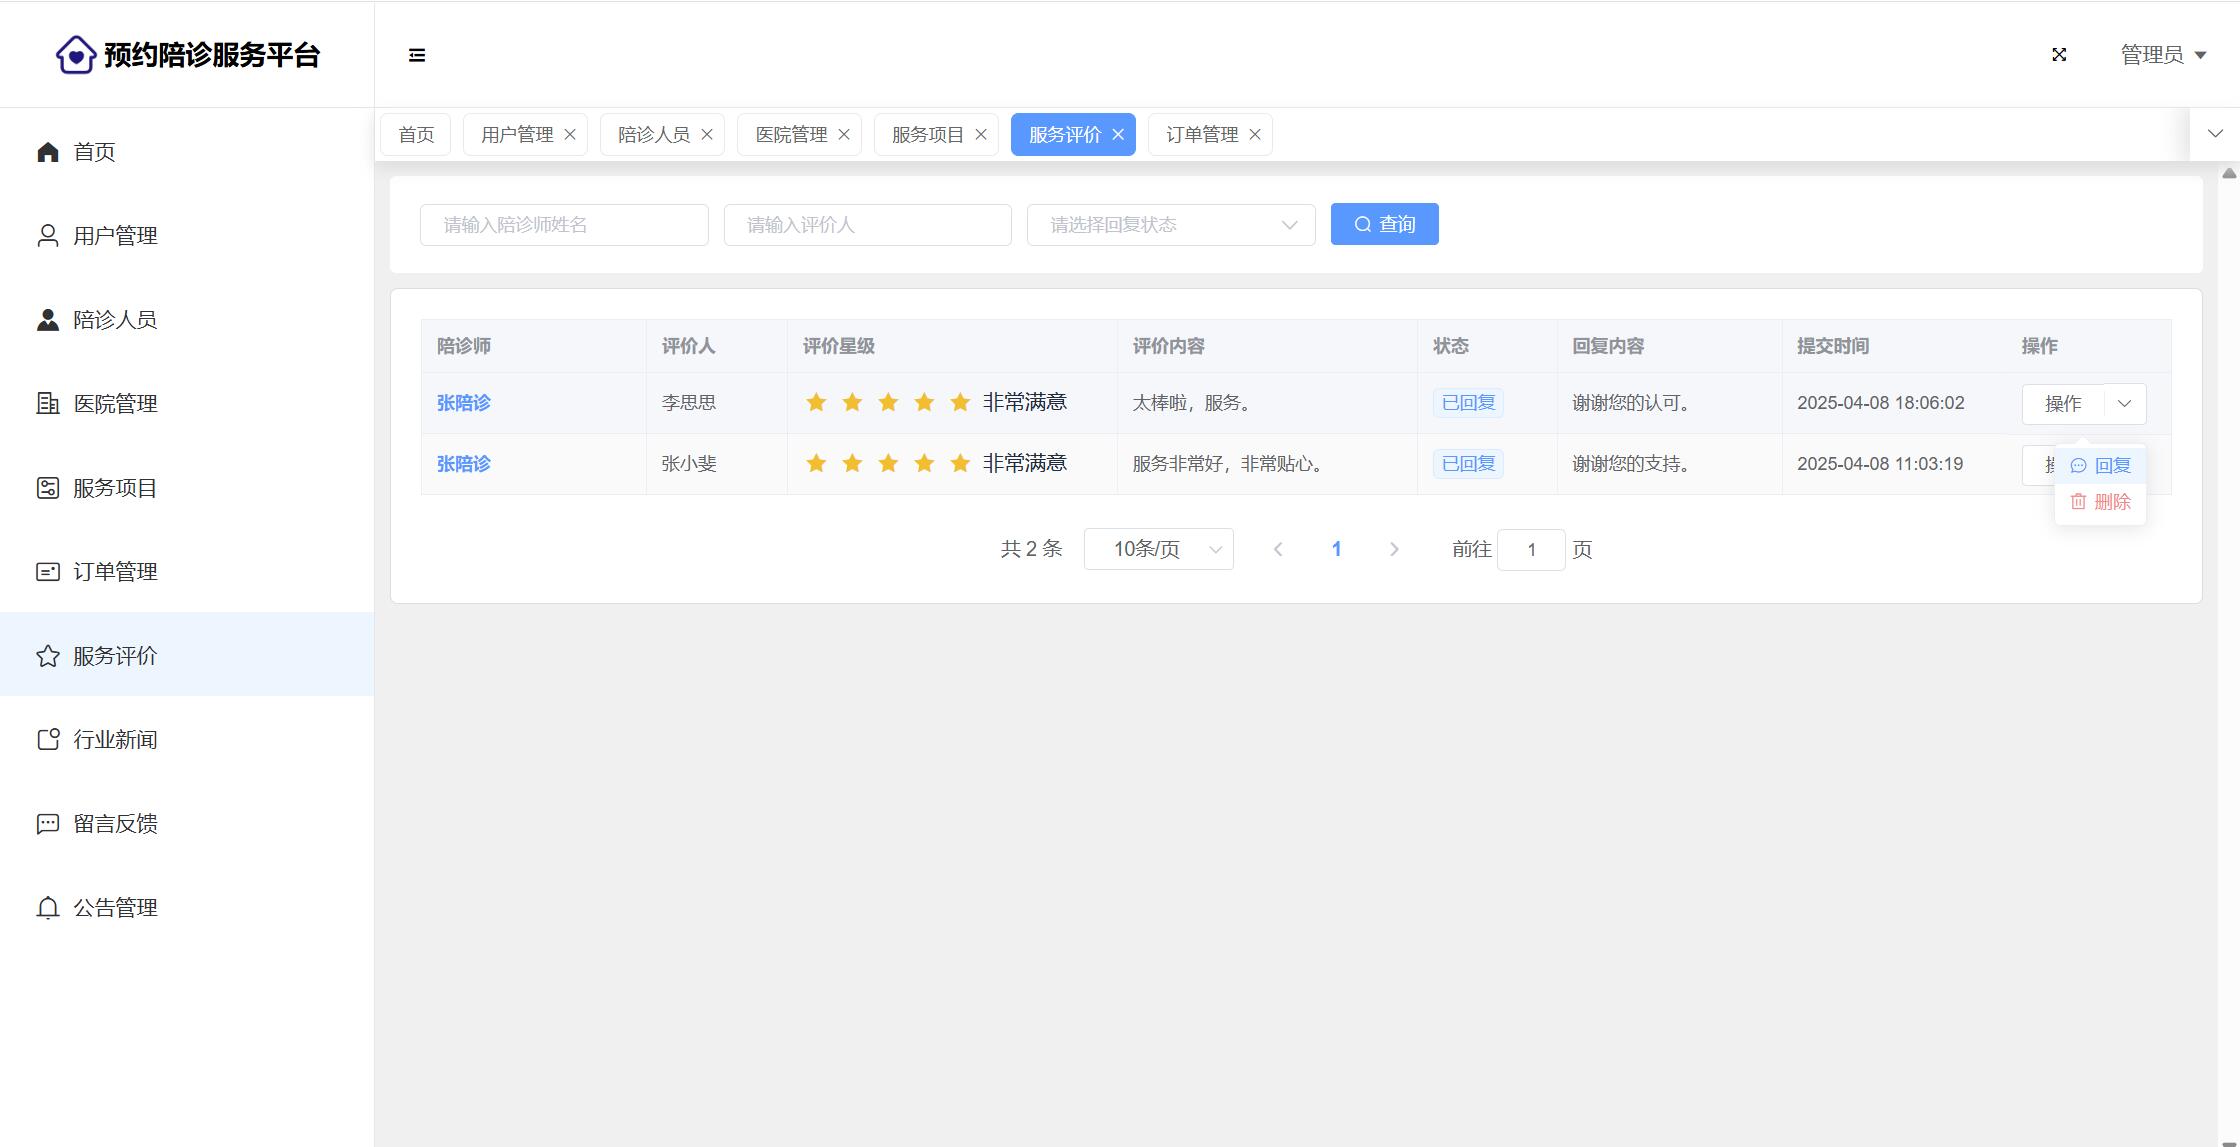 预约陪诊服务平台
管理员
首页
用户管理
陪诊人员
医院管理
服务项目
订单管理
服务评价
行业新闻
留言反馈
公告管理
首页 用户管理 陪诊人员 医院管理 服务项目 服务评价 订单管理
请输入陪诊师姓名 请输入评价人 请选择回复状态 查询
陪诊师 评价人 评价星级 评价内容 状态 回复内容 提交时间 操作
张陪诊 李思思 非常满意 太棒啦，服务。 已回复 谢谢您的认可。 2025-04-08 18:06:02 操作
张陪诊 张小斐 非常满意 服务非常好，非常贴心。 已回复 谢谢您的支持。 2025-04-08 11:03:19
回复
删除
共 2 条 10条/页 1 前往 1 页